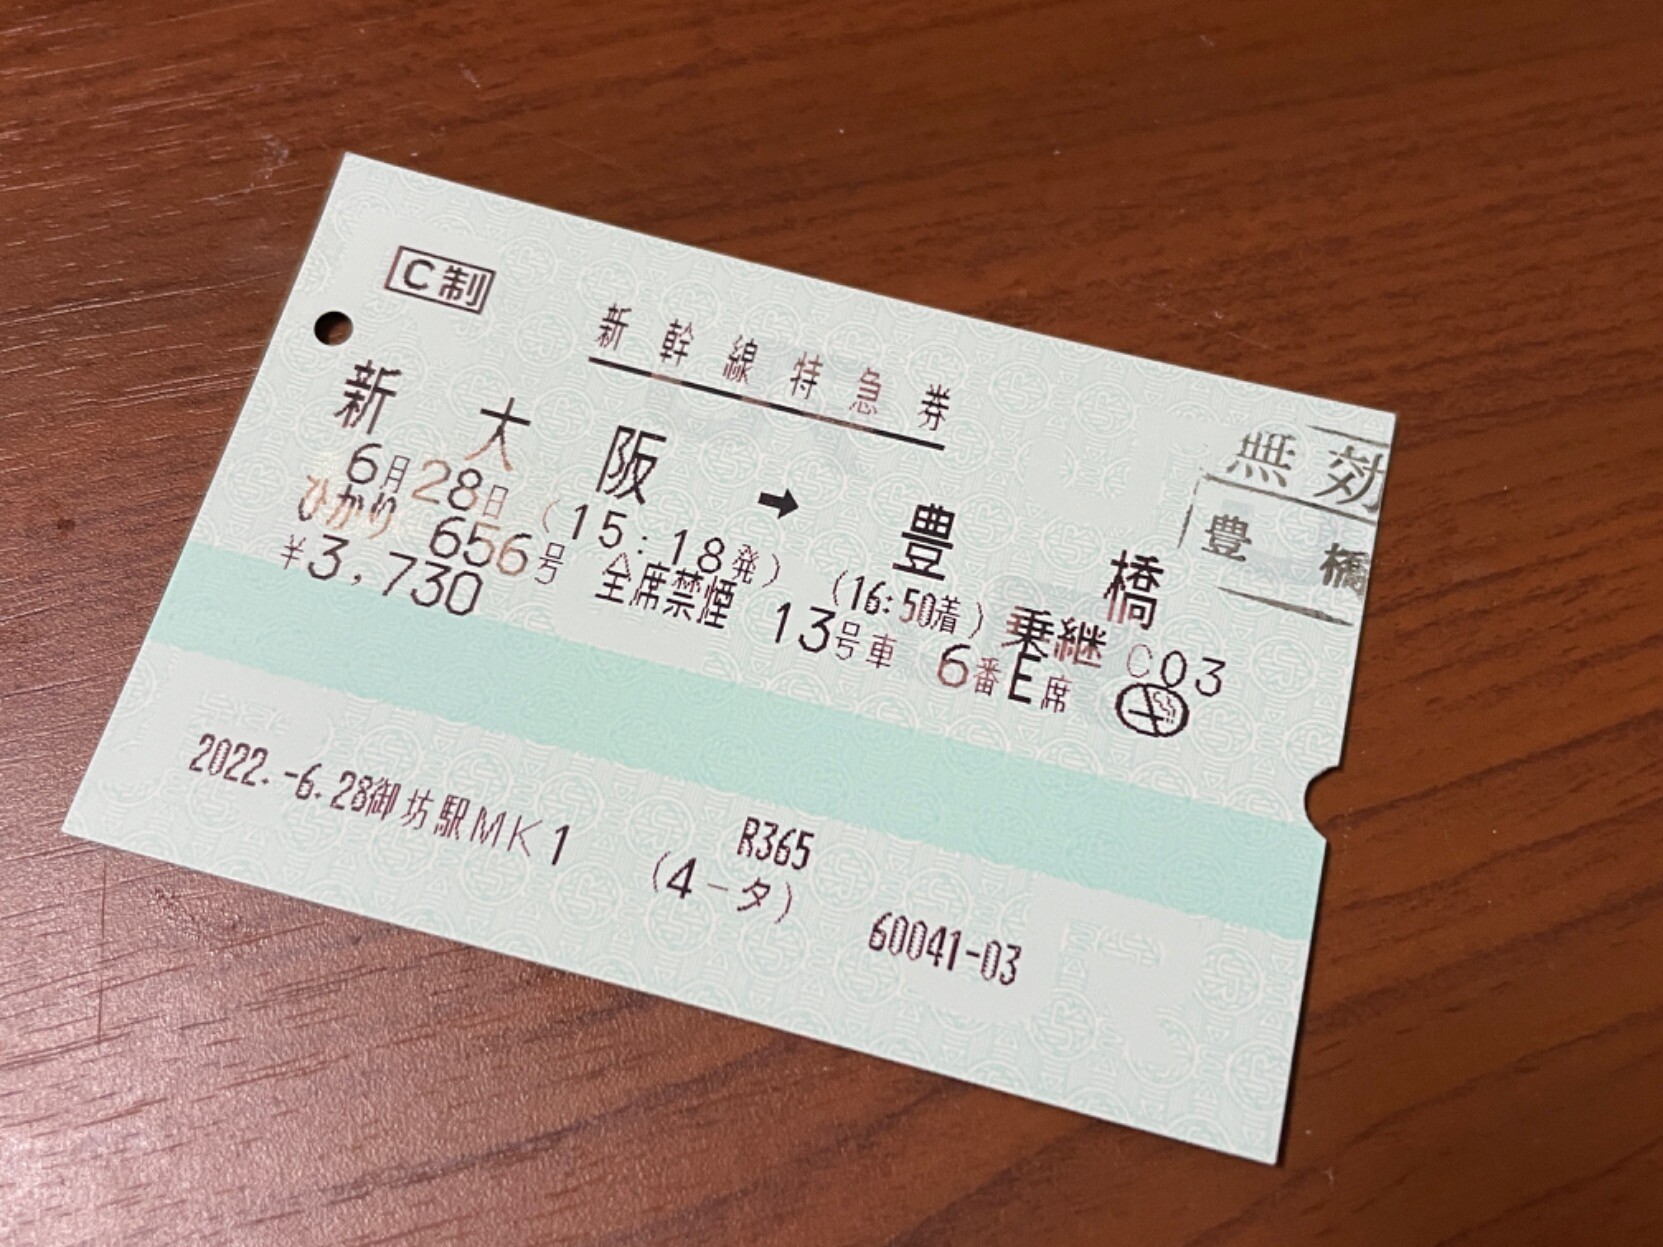 C制
新幹線特急券
新大阪 ➡ 豊橋
無効
豊橋
6月28日 (15:18発) (16:50着) 乗継 C03
ひかり 656号 全席禁煙 13号車 6番E席
¥3,730
2022.-6.28御坊駅MK1 R365
(4-タ) 60041-03